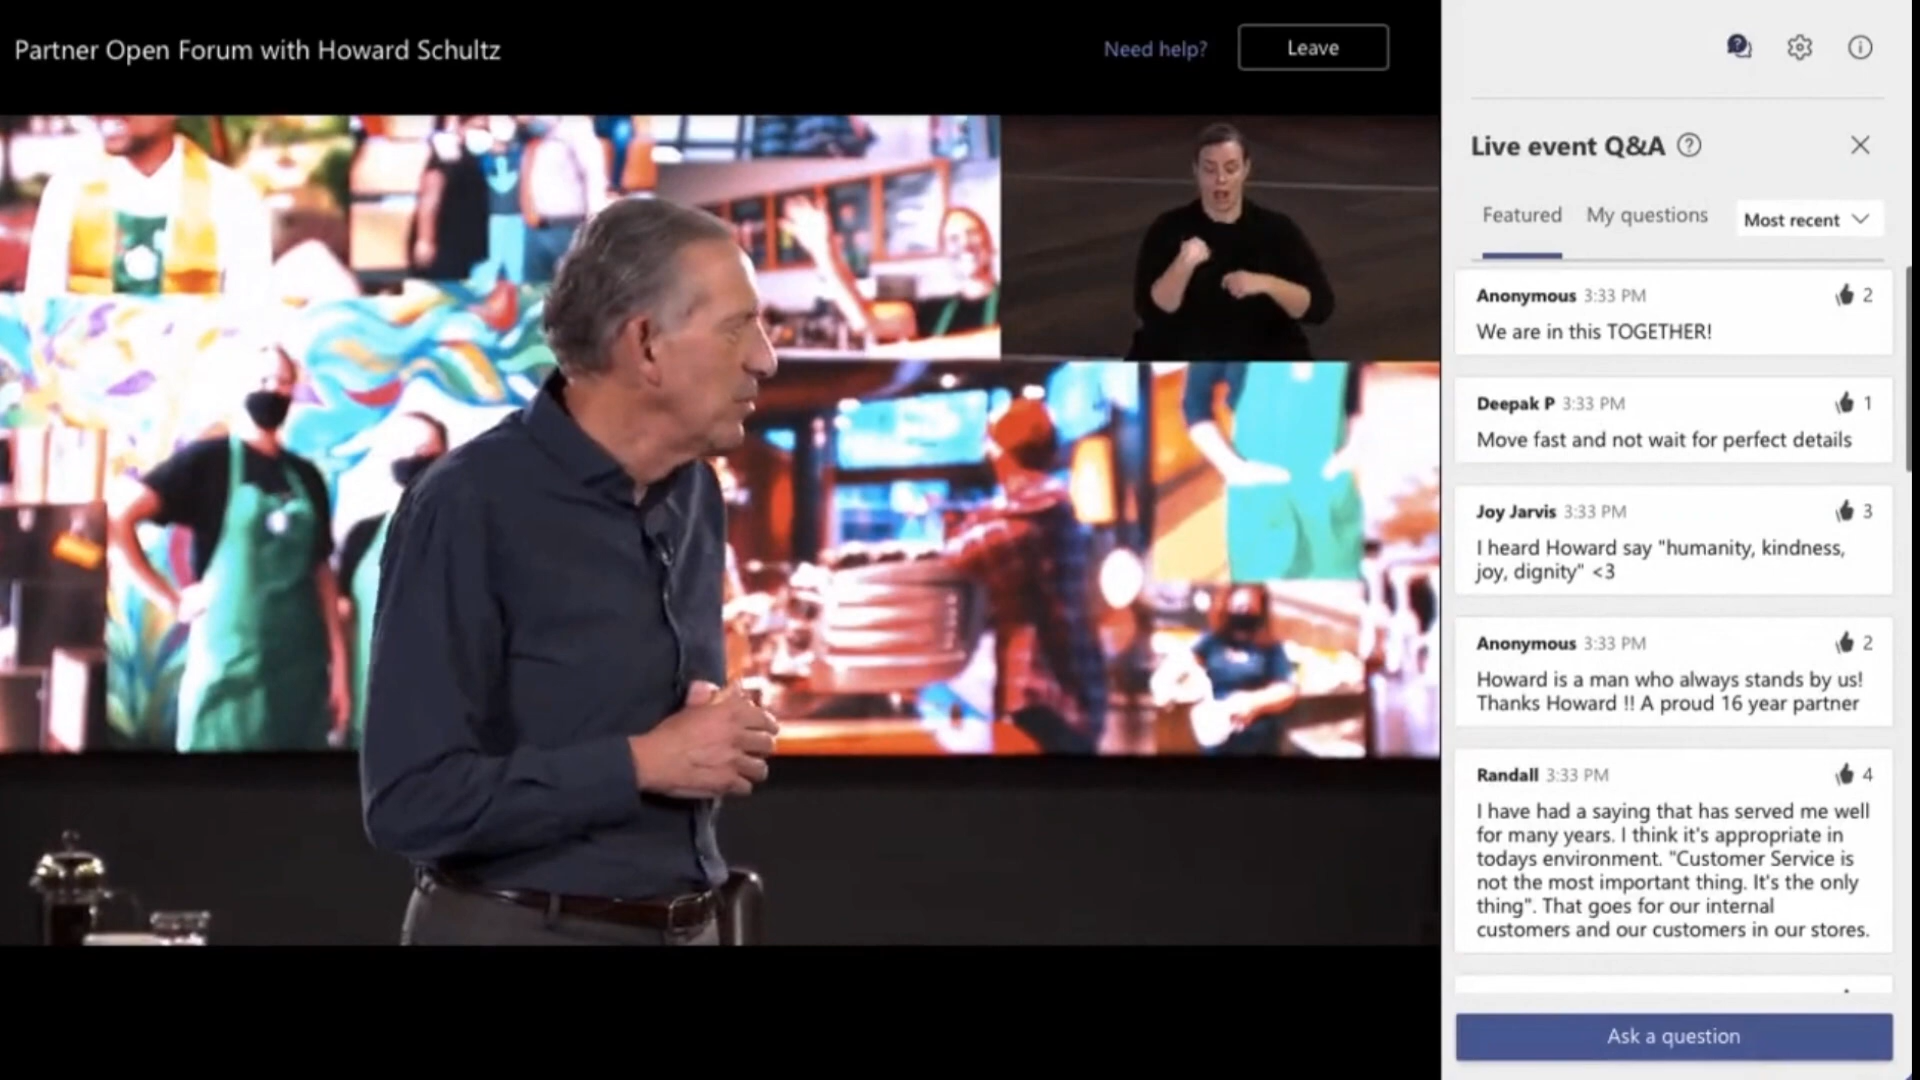 Partner Open Forum with Howard Schultz
Need help?
Leave
Live event Q&A
Featured
My questions
Most recent
Anonymous 3:33 PM 2
We are in this TOGETHER!
Deepak P 3:33 PM 1
Move fast and not wait for perfect details
Joy Jarvis 3:33 PM 3
I heard Howard say "humanity, kindness,
joy, dignity" <3
Anonymous 3:33 PM 2
Howard is a man who always stands by us!
Thanks Howard !! A proud 16 year partner
Randall 3:33 PM 4
I have had a saying that has served me well
for many years. I think it's appropriate in
todays environment. "Customer Service is
not the most important thing. It's the only
thing". That goes for our internal
customers and our customers in our stores.
Ask a question